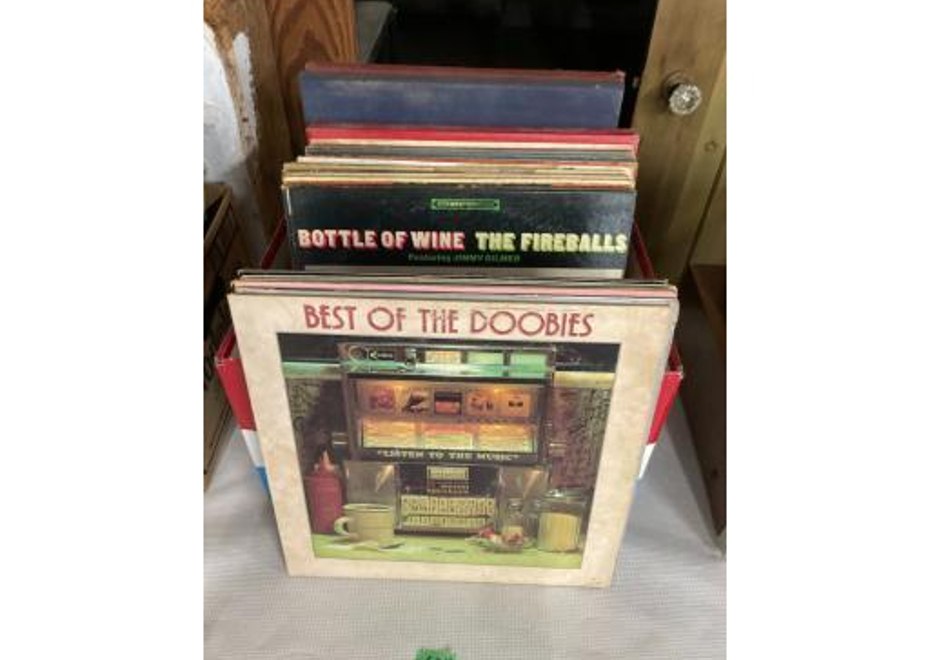 BOTTLE OF WINE THE FIREBALLS
Featuring JIMMY GILMER
BEST OF THE DOOBIES
"LISTEN TO THE MUSIC"